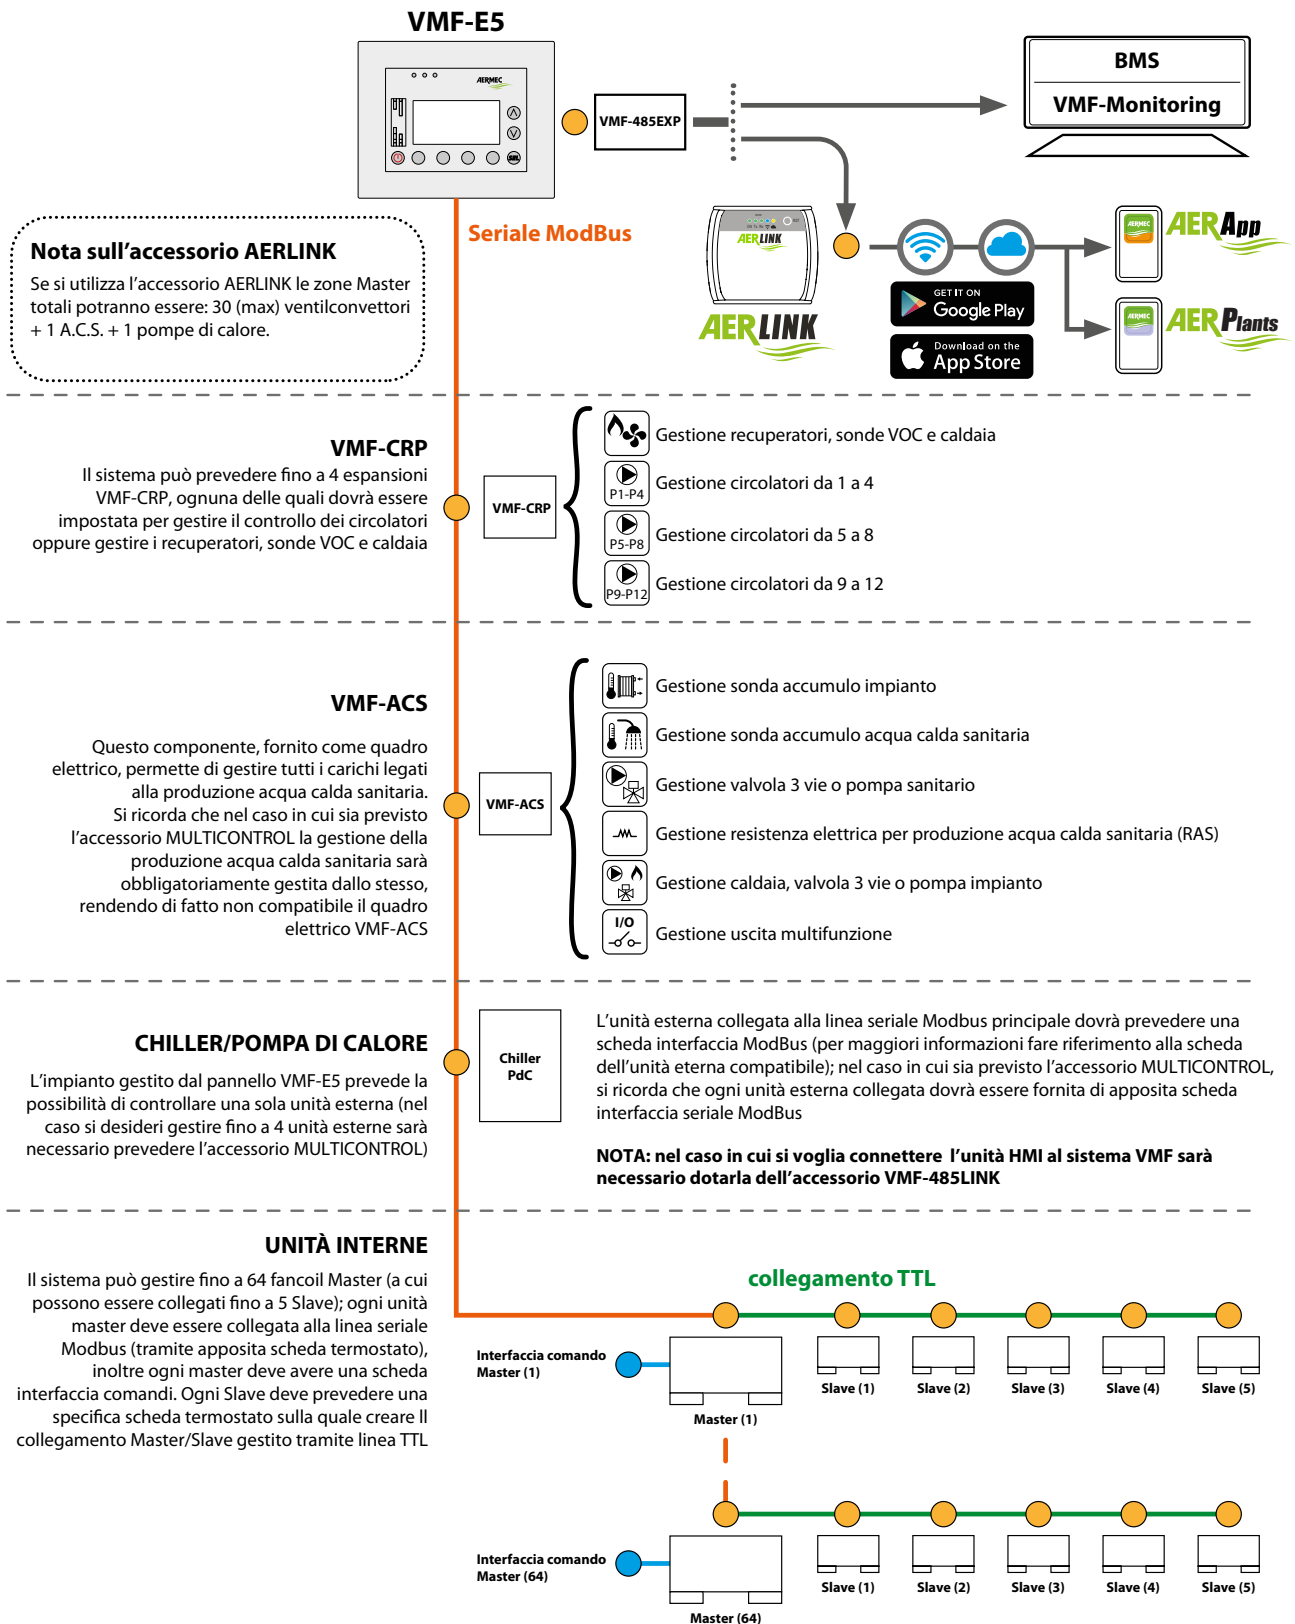 VMF-E5
AERMEC
SEL
VMF-485EXP
BMS
VMF-Monitoring
Seriale ModBus
Nota sull'accessorio AERLINK
Se si utilizza l'accessorio AERLINK le zone Master
totali potranno essere: 30 (max) ventilconvettori
+ 1 A.C.S. + 1 pompe di calore.
AERLINK
AERLINK
GET IT ON
Google Play
Download on the
App Store
AERMEC
AERApp
AERMEC
AERPlants
VMF-CRP
Il sistema può prevedere fino a 4 espansioni
VMF-CRP, ognuna delle quali dovrà essere
impostata per gestire il controllo dei circolatori
oppure gestire i recuperatori, sonde VOC e caldaia
VMF-CRP
Gestione recuperatori, sonde VOC e caldaia
P1-P4
Gestione circolatori da 1 a 4
P5-P8
Gestione circolatori da 5 a 8
P9-P12
Gestione circolatori da 9 a 12
VMF-ACS
Questo componente, fornito come quadro
elettrico, permette di gestire tutti i carichi legati
alla produzione acqua calda sanitaria.
Si ricorda che nel caso in cui sia previsto
l'accessorio MULTICONTROL la gestione della
produzione acqua calda sanitaria sarà
obbligatoriamente gestita dallo stesso,
rendendo di fatto non compatibile il quadro
elettrico VMF-ACS
VMF-ACS
Gestione sonda accumulo impianto
Gestione sonda accumulo acqua calda sanitaria
Gestione valvola 3 vie o pompa sanitario
Gestione resistenza elettrica per produzione acqua calda sanitaria (RAS)
Gestione caldaia, valvola 3 vie o pompa impianto
I/O
Gestione uscita multifunzione
CHILLER/POMPA DI CALORE
L'impianto gestito dal pannello VMF-E5 prevede la
possibilità di controllare una sola unità esterna (nel
caso si desideri gestire fino a 4 unità esterne sarà
necessario prevedere l'accessorio MULTICONTROL)
Chiller
PdC
L'unità esterna collegata alla linea seriale Modbus principale dovrà prevedere una
scheda interfaccia ModBus (per maggiori informazioni fare riferimento alla scheda
dell'unità eterna compatibile); nel caso in cui sia previsto l'accessorio MULTICONTROL,
si ricorda che ogni unità esterna collegata dovrà essere fornita di apposita scheda
interfaccia seriale ModBus
NOTA: nel caso in cui si voglia connettere l'unità HMI al sistema VMF sarà
necessario dotarla dell'accessorio VMF-485LINK
UNITÀ INTERNE
Il sistema può gestire fino a 64 fancoil Master (a cui
possono essere collegati fino a 5 Slave); ogni unità
master deve essere collegata alla linea seriale
Modbus (tramite apposita scheda termostato),
inoltre ogni master deve avere una scheda
interfaccia comandi. Ogni Slave deve prevedere una
specifica scheda termostato sulla quale creare Il
collegamento Master/Slave gestito tramite linea TTL
collegamento TTL
Interfaccia comando
Master (1)
Master (1)
Slave (1)
Slave (2)
Slave (3)
Slave (4)
Slave (5)
Interfaccia comando
Master (64)
Master (64)
Slave (1)
Slave (2)
Slave (3)
Slave (4)
Slave (5)